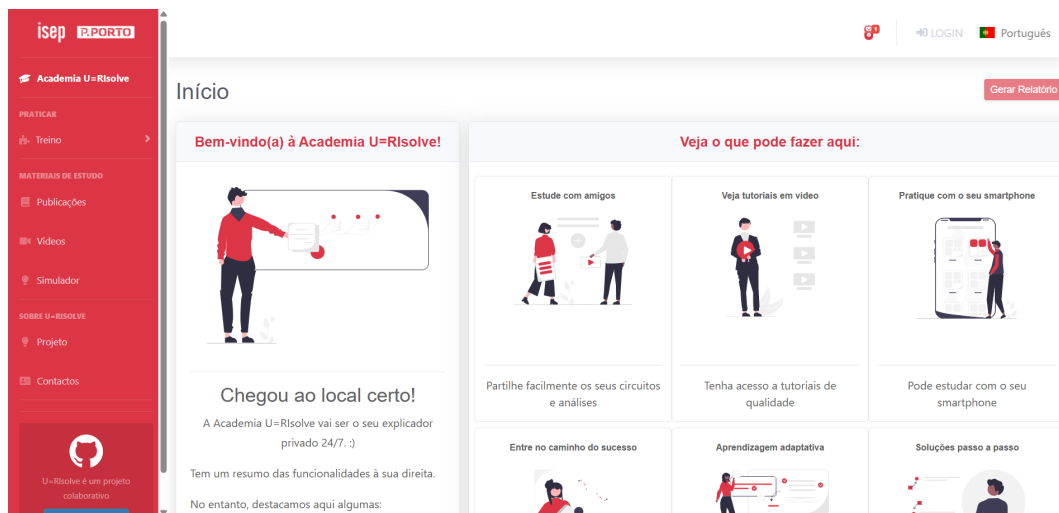 isep P.PORTO
Academia U=RIsolve
PRATICAR
Treino
MATERIAIS DE ESTUDO
Publicações
Vídeos
Simulador
SOBRE U=RISOLVE
Projeto
Contactos
U=RIsolve é um projeto
colaborativo
1
LOGIN
Português
Início
Gerar Relatório
Bem-vindo(a) à Academia U=RIsolve!
Chegou ao local certo!
A Academia U=RIsolve vai ser o seu explicador
privado 24/7. :)
Tem um resumo das funcionalidades à sua direita.
No entanto, destacamos aqui algumas:
Veja o que pode fazer aqui:
Estude com amigos
Partilhe facilmente os seus circuitos
e análises
Veja tutoriais em video
Tenha acesso a tutoriais de
qualidade
Pratique com o seu smartphone
Pode estudar com o seu
smartphone
Entre no caminho do sucesso
Aprendizagem adaptativa
Soluções passo a passo